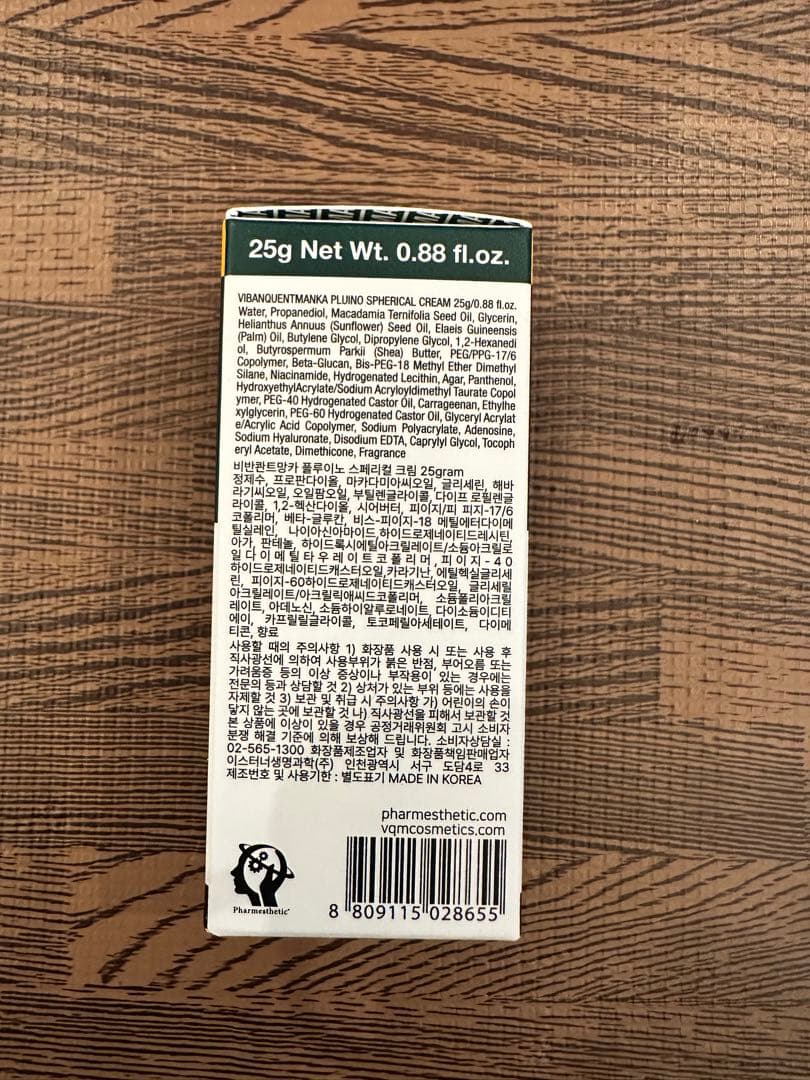 25g Net Wt. 0.88 fl.oz.
VIBANQUENTMANKA PLUINO SPHERICAL CREAM 25g/0.88 fl.oz.
Water, Propanediol, Macadamia Ternifolia Seed Oil, Glycerin,
Helianthus Annuus (Sunflower) Seed Oil, Elaeis Guineensis
(Palm) Oil, Butylene Glycol, Dipropylene Glycol, 1,2-Hexanedi
ol, Butyrospermum Parkii (Shea) Butter, PEG/PPG-17/6
Copolymer, Beta-Glucan, Bis-PEG-18 Methyl Ether Dimethyl
Silane, Niacinamide, Hydrogenated Lecithin, Agar, Panthenol,
HydroxyethylAcrylate/Sodium Acryloyldimethyl Taurate Copol
ymer, PEG-40 Hydrogenated Castor Oil, Carrageenan, Ethylhe
xylglycerin, PEG-60 Hydrogenated Castor Oil, Glyceryl Acrylat
e/Acrylic Acid Copolymer, Sodium Polyacrylate, Adenosine,
Sodium Hyaluronate, Disodium EDTA, Caprylyl Glycol, Tocoph
eryl Acetate, Dimethicone, Fragrance
비반콴트망카 플루이노 스페리컬 크림 25gram
정제수, 프로판다이올, 마카다미아씨오일, 글리세린, 해바
라기씨오일, 오일팜오일, 부틸렌글라이콜, 다이프로필렌글
라이콜, 1,2-헥산다이올, 시어버터, 피이지/피피지-17/6
코폴리머, 베타-글루칸, 비스-피이지-18 메틸에터다이메
틸실레인, 나이아신아마이드,하이드로제네이티드레시틴,
아가, 판테놀, 하이드록시에틸아크릴레이트/소듐아크릴로
일다이메틸타우레이트코폴리머, 피이지-40
하이드로제네이티드캐스터오일 카라기난, 에틸헥실글리세
린, 피이지-60하이드로제네이티드캐스터오일, 글리세릴
아크릴레이트/아크릴릭애씨드코폴리머, 소듐폴리아크릴
레이트, 아데노신, 소듐하이알루로네이트, 다이소듐이디티
에이, 카프릴릴글라이콜, 토코페릴아세테이트, 다이메
티콘, 향료
사용할 때의 주의사항 1) 화장품 사용 시 또는 사용 후
직사광선에 의하여 사용부위가 붉은 반점, 부어오름 또는
가려움증 등의 이상 증상이나 부작용이 있는 경우에는
전문의 등과 상담할 것 2) 상처가 있는 부위 등에는 사용을
자제할 것 3) 보관 및 취급 시 주의사항 가) 어린이의 손이
닿지 않는 곳에 보관할 것 나) 직사광선을 피해서 보관할 것
본 상품에 이상이 있을 경우 공정거래위원회 고시 소비자
분쟁 해결 기준에 의해 보상해 드립니다. 소비자상담실 :
02-565-1300 화장품제조업자 및 화장품책임판매업자
이스터너생명과학(주) 인천광역시 서구 도담4로 33
제조번호 및 사용기한 : 별도표기 MADE IN KOREA
pharmesthetic.com
vqmcosmetics.com
Pharmesthetic
8 809115 028655